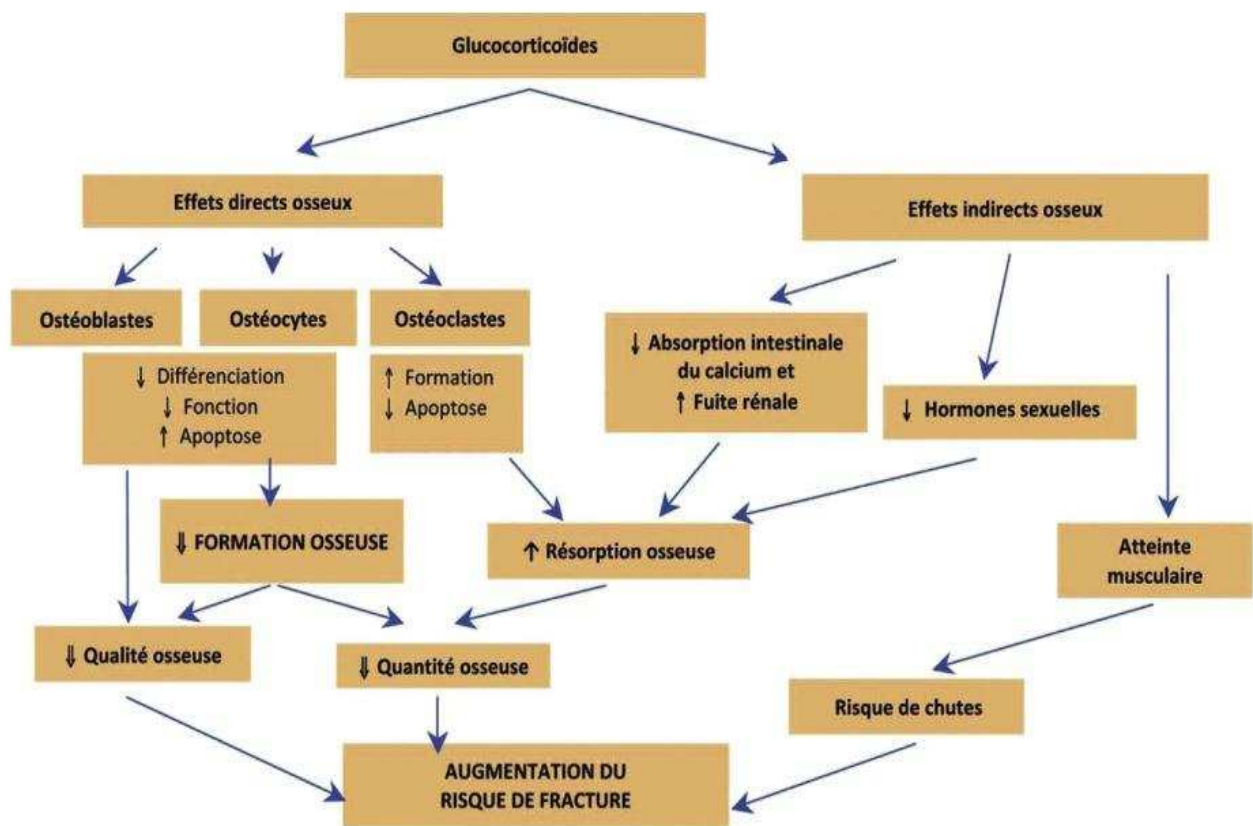 Glucocorticoïdes
Effets directs osseux
Effets indirects osseux
Ostéoblastes
Ostéocytes
Ostéoclastes
↓ Différenciation
↓ Fonction
↑ Apoptose
↑ Formation
↓ Apoptose
↓ Absorption intestinale
du calcium et
↑ Fuite rénale
↓ Hormones sexuelles
⇓ FORMATION OSSEUSE
↑ Résorption osseuse
Atteinte
musculaire
⇓ Qualité osseuse
⇓ Quantité osseuse
Risque de chutes
AUGMENTATION DU
RISQUE DE FRACTURE